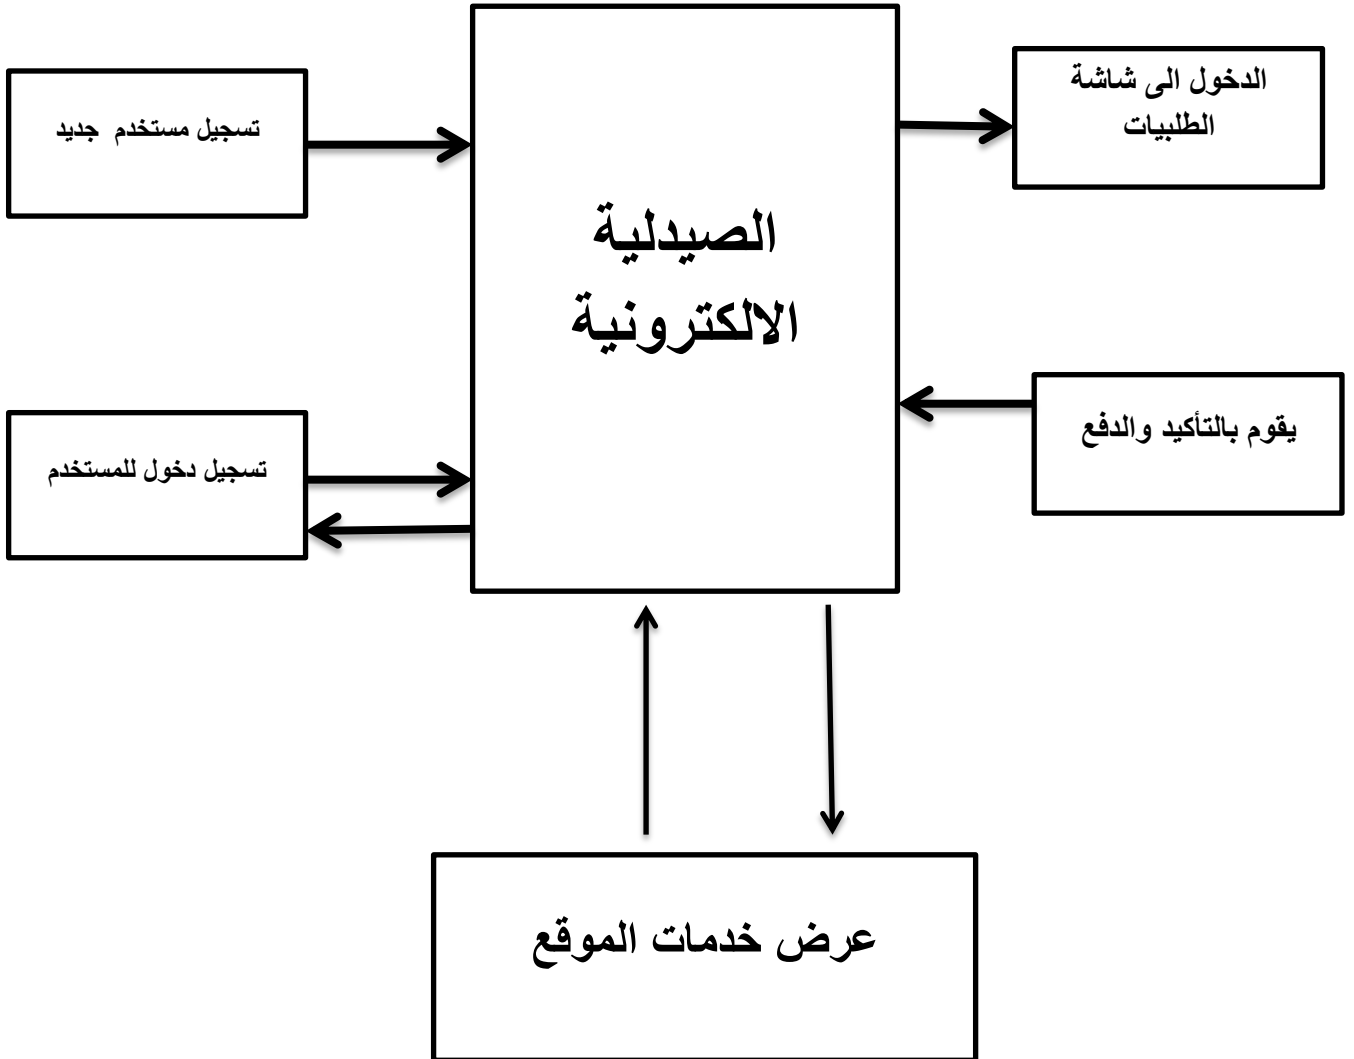 الدخول الى شاشة
الطلبيات
تسجيل مستخدم جديد
الصيدلية
الالكترونية
يقوم بالتأكيد والدفع
تسجيل دخول للمستخدم
عرض خدمات الموقع